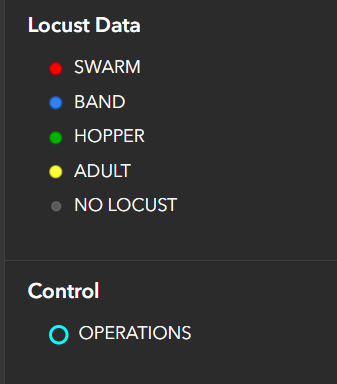 Locust Data
SWARM
BAND
HOPPER
ADULT
NO LOCUST
Control
OPERATIONS